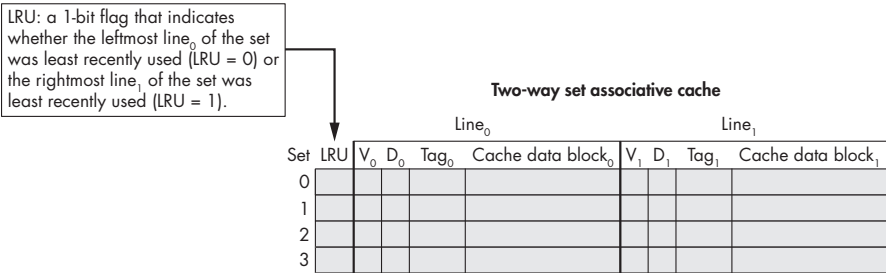 LRU: a 1-bit flag that indicates
whether the leftmost line₀ of the set
was least recently used (LRU = 0) or
the rightmost line₁ of the set was
least recently used (LRU = 1).
Two-way set associative cache
Line₀ Line₁
Set LRU V₀ D₀ Tag₀ Cache data block₀ V₁ D₁ Tag₁ Cache data block₁
0
1
2
3